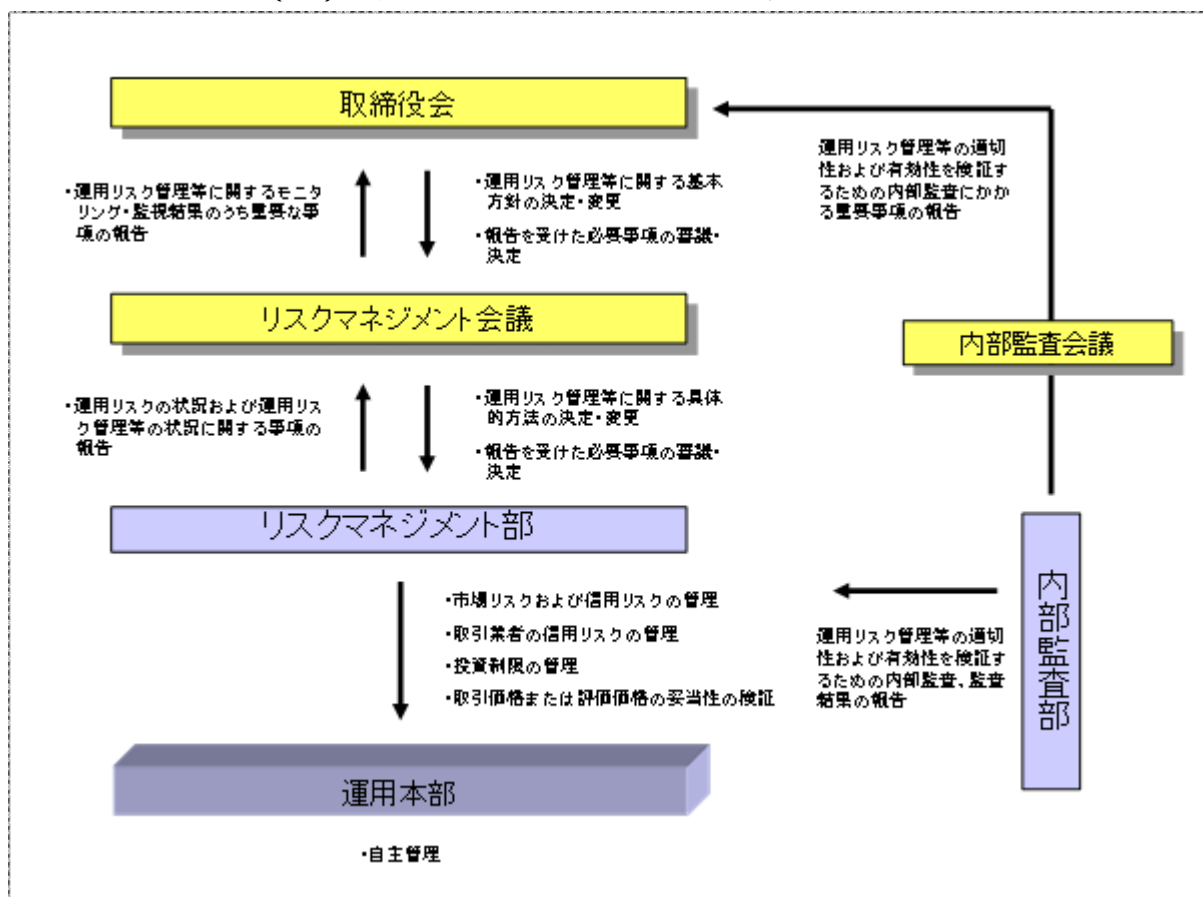 取締役会
・運用リスク管理等に関するモニタ
リング・監視結果のうち重要な事
項の報告
・運用リスク管理等に関する基本
方針の決定・変更
・報告を受けた必要事項の審議・
決定
運用リスク管理等の適切
性および有効性を検証す
るための内部監査にかか
る重要事項の報告
リスクマネジメント会議
内部監査会議
・運用リスクの状況および運用リス
ク管理等の状況に関する事項の
報告
・運用リスク管理等に関する具体
的方法の決定・変更
・報告を受けた必要事項の審議・
決定
リスクマネジメント部
・市場リスクおよび信用リスクの管理
・取引業者の信用リスクの管理
・投資制限の管理
・取引価格または評価価格の妥当性の検証
運用リスク管理等の適切
性および有効性を検証す
るための内部監査、監査
結果の報告
内部監査部
運用本部
・自主管理